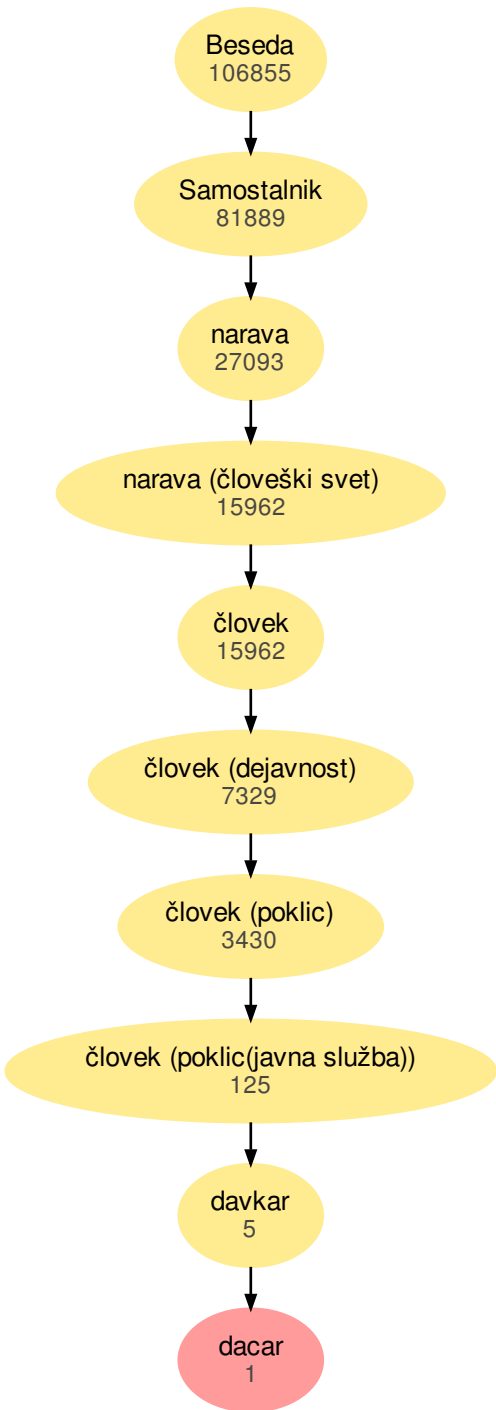 Beseda
106855
Samostalnik
81889
narava
27093
narava (človeški svet)
15962
človek
15962
človek (dejavnost)
7329
človek (poklic)
3430
človek (poklic(javna služba))
125
davkar
5
dacar
1